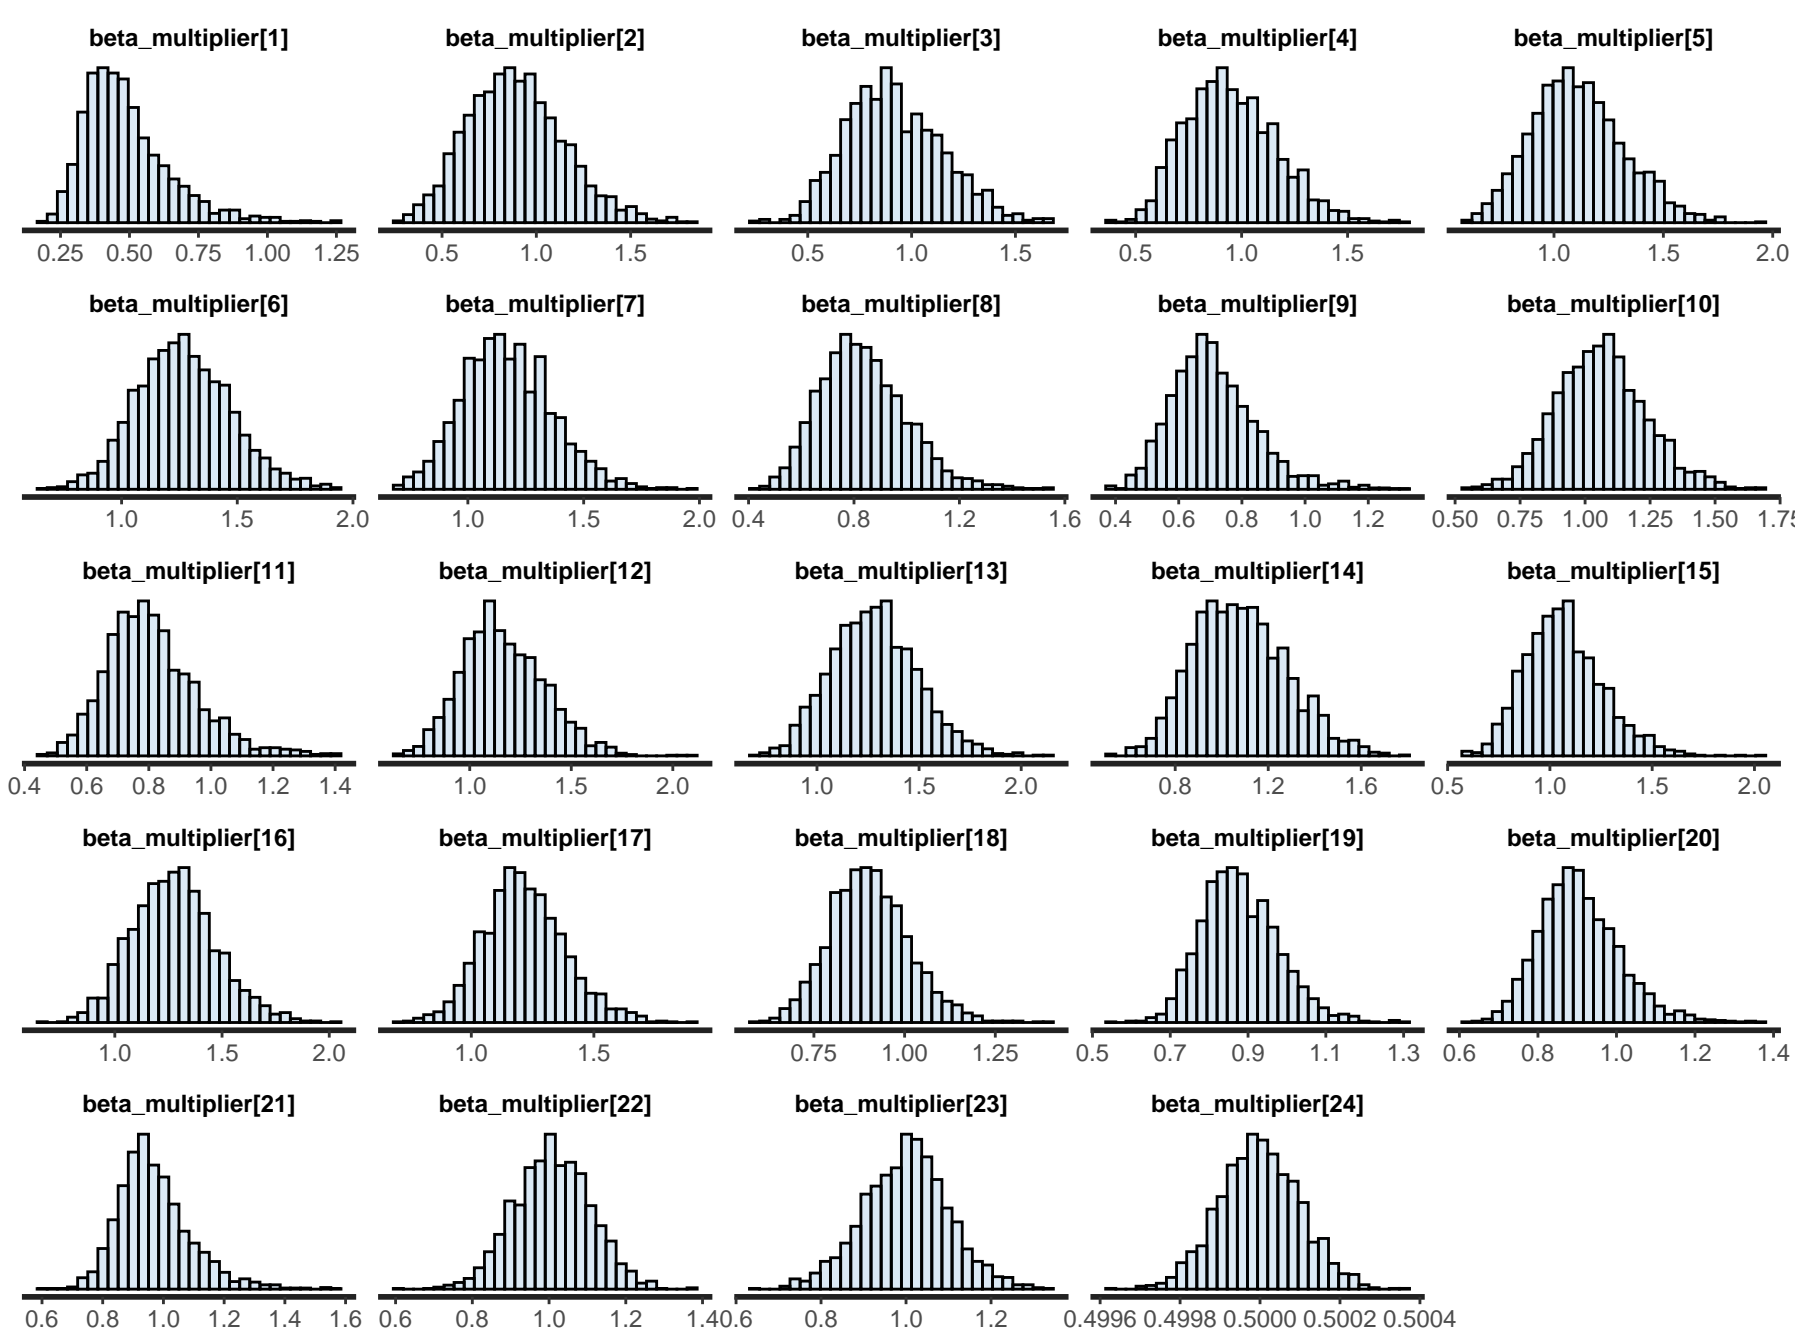 beta_multiplier[1] beta_multiplier[2] beta_multiplier[3] beta_multiplier[4] beta_multiplier[5]
0.25 0.50 0.75 1.00 1.25 0.5 1.0 1.5 0.5 1.0 1.5 0.5 1.0 1.5 1.0 1.5 2.0
beta_multiplier[6] beta_multiplier[7] beta_multiplier[8] beta_multiplier[9] beta_multiplier[10]
1.0 1.5 2.0 1.0 1.5 2.0 0.4 0.8 1.2 1.6 0.4 0.6 0.8 1.0 1.2 0.50 0.75 1.00 1.25 1.50 1.75
beta_multiplier[11] beta_multiplier[12] beta_multiplier[13] beta_multiplier[14] beta_multiplier[15]
0.4 0.6 0.8 1.0 1.2 1.4 1.0 1.5 2.0 1.0 1.5 2.0 0.8 1.2 1.6 0.5 1.0 1.5 2.0
beta_multiplier[16] beta_multiplier[17] beta_multiplier[18] beta_multiplier[19] beta_multiplier[20]
1.0 1.5 2.0 1.0 1.5 0.75 1.00 1.25 0.5 0.7 0.9 1.1 1.3 0.6 0.8 1.0 1.2 1.4
beta_multiplier[21] beta_multiplier[22] beta_multiplier[23] beta_multiplier[24]
0.6 0.8 1.0 1.2 1.4 1.6 0.6 0.8 1.0 1.2 1.4 0.6 0.8 1.0 1.2 0.4996 0.4998 0.5000 0.5002 0.5004